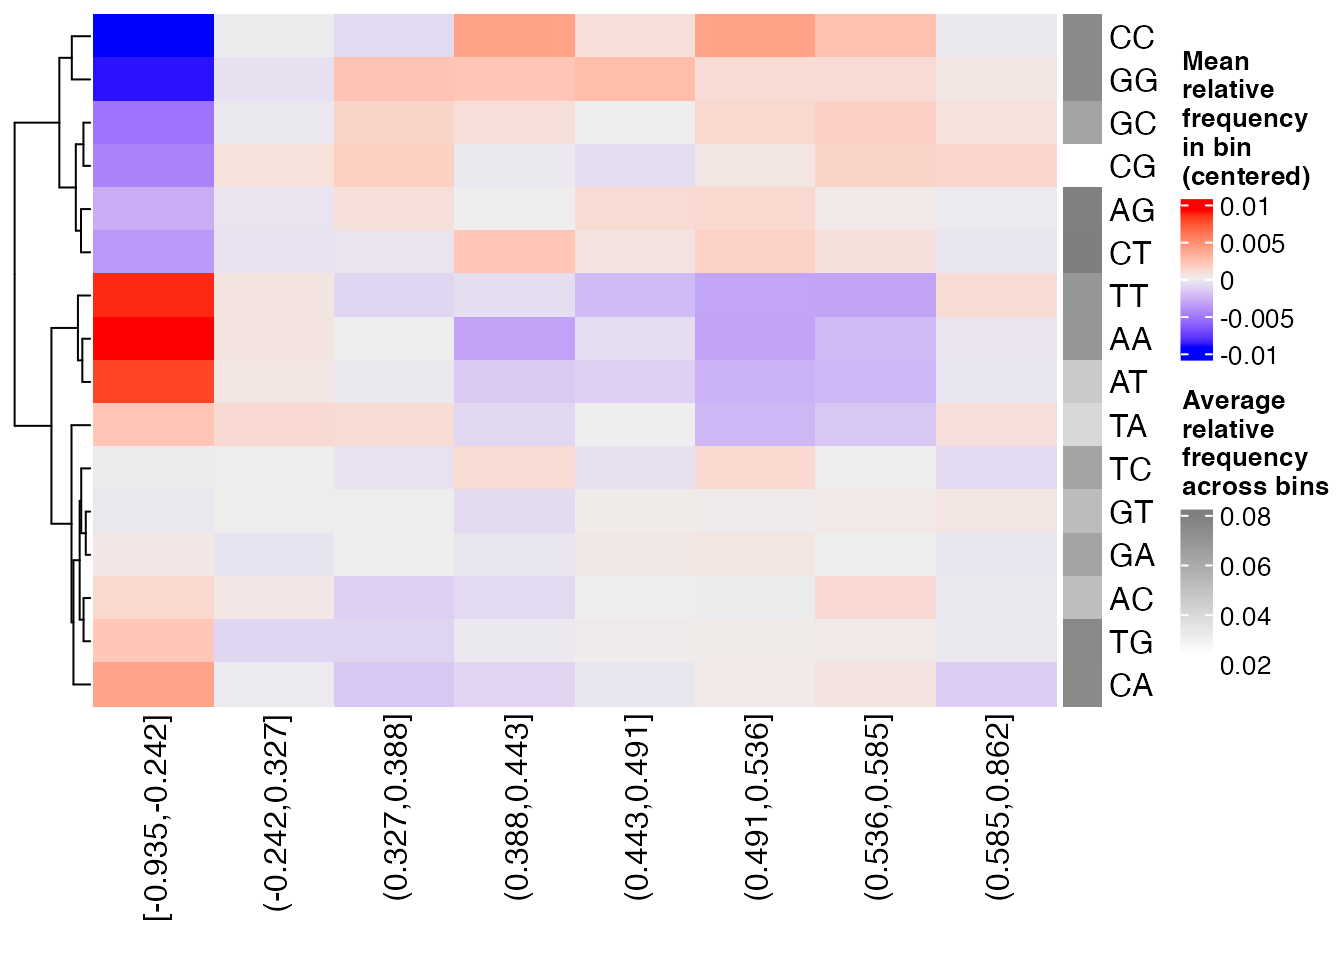 CC
GG
GC
CG
AG
CT
TT
AA
AT
TA
TC
GT
GA
AC
TG
CA
[-0.935,-0.242]
(-0.242,0.327]
(0.327,0.388]
(0.388,0.443]
(0.443,0.491]
(0.491,0.536]
(0.536,0.585]
(0.585,0.862]
Mean
relative
frequency
in bin
(centered)
0.01
0.005
0
-0.005
-0.01
Average
relative
frequency
across bins
0.08
0.06
0.04
0.02